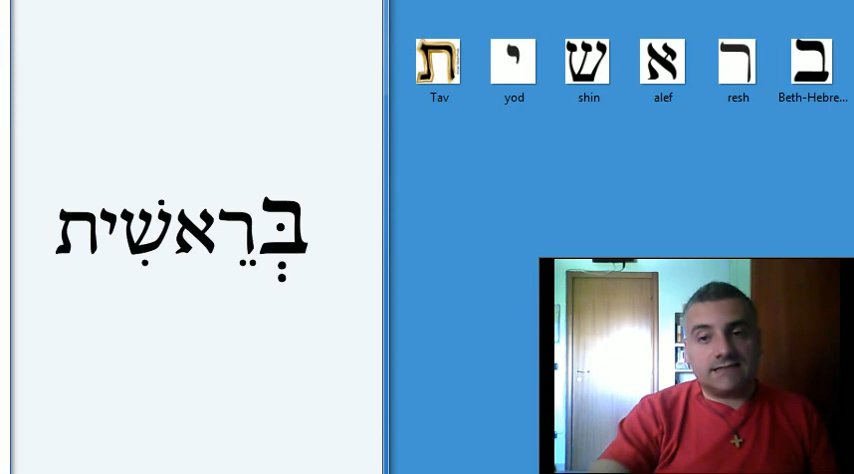 בְּרֵאשִׁית
ת י ש א ר ב
Tav yod shin alef resh Beth-Hebre...